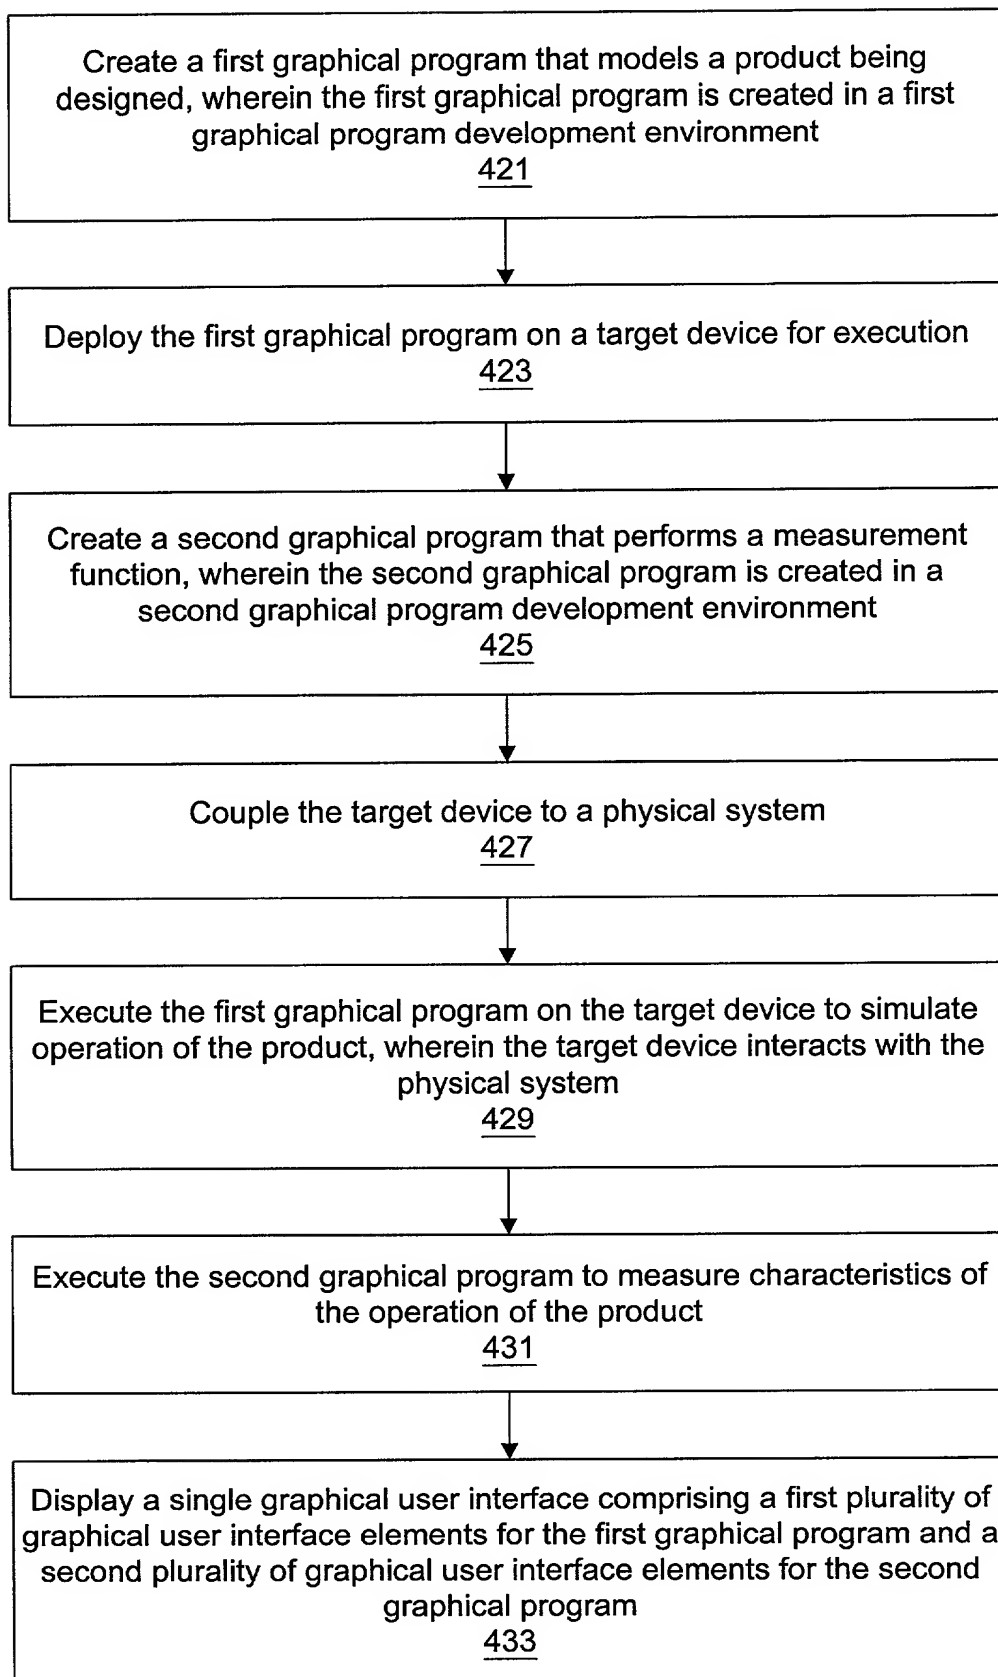 Create a first graphical program that models a product being
designed, wherein the first graphical program is created in a first
graphical program development environment
421
Deploy the first graphical program on a target device for execution
423
Create a second graphical program that performs a measurement
function, wherein the second graphical program is created in a
second graphical program development environment
425
Couple the target device to a physical system
427
Execute the first graphical program on the target device to simulate
operation of the product, wherein the target device interacts with the
physical system
429
Execute the second graphical program to measure characteristics of
the operation of the product
431
Display a single graphical user interface comprising a first plurality of
graphical user interface elements for the first graphical program and a
second plurality of graphical user interface elements for the second
graphical program
433